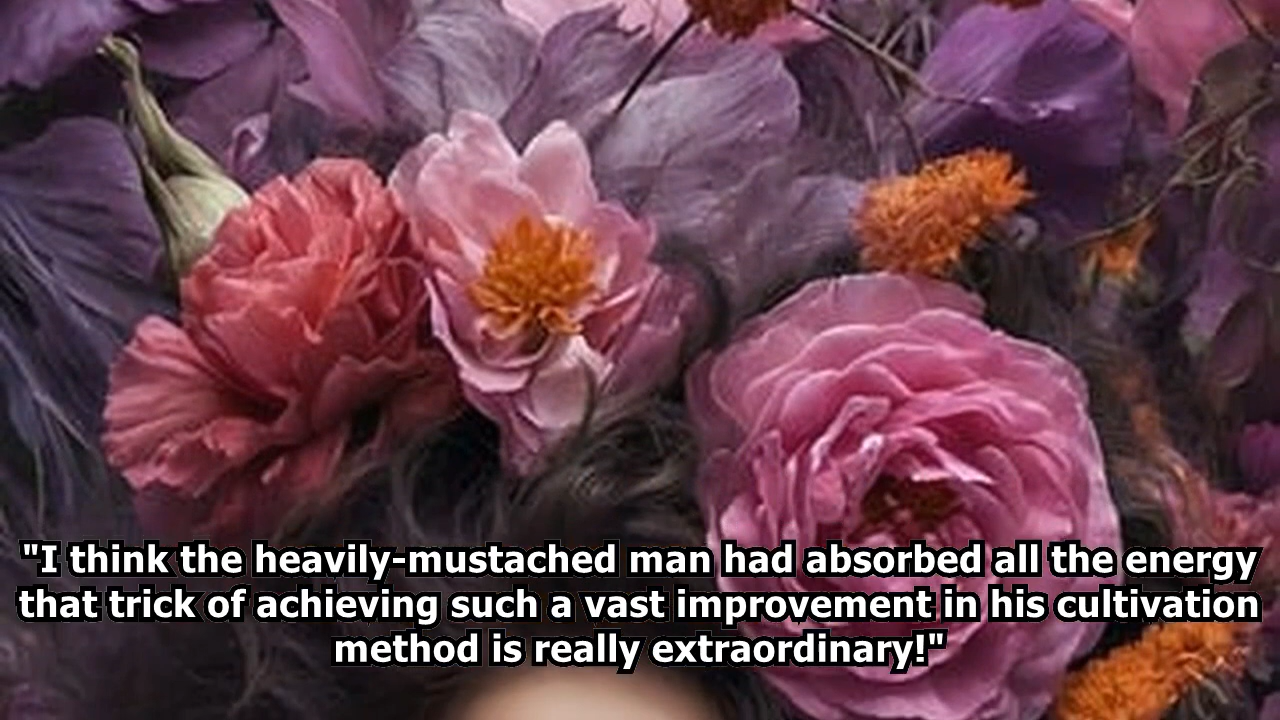 "I think the heavily-mustached man had absorbed all the energy
that trick of achieving such a vast improvement in his cultivation
method is really extraordinary!"